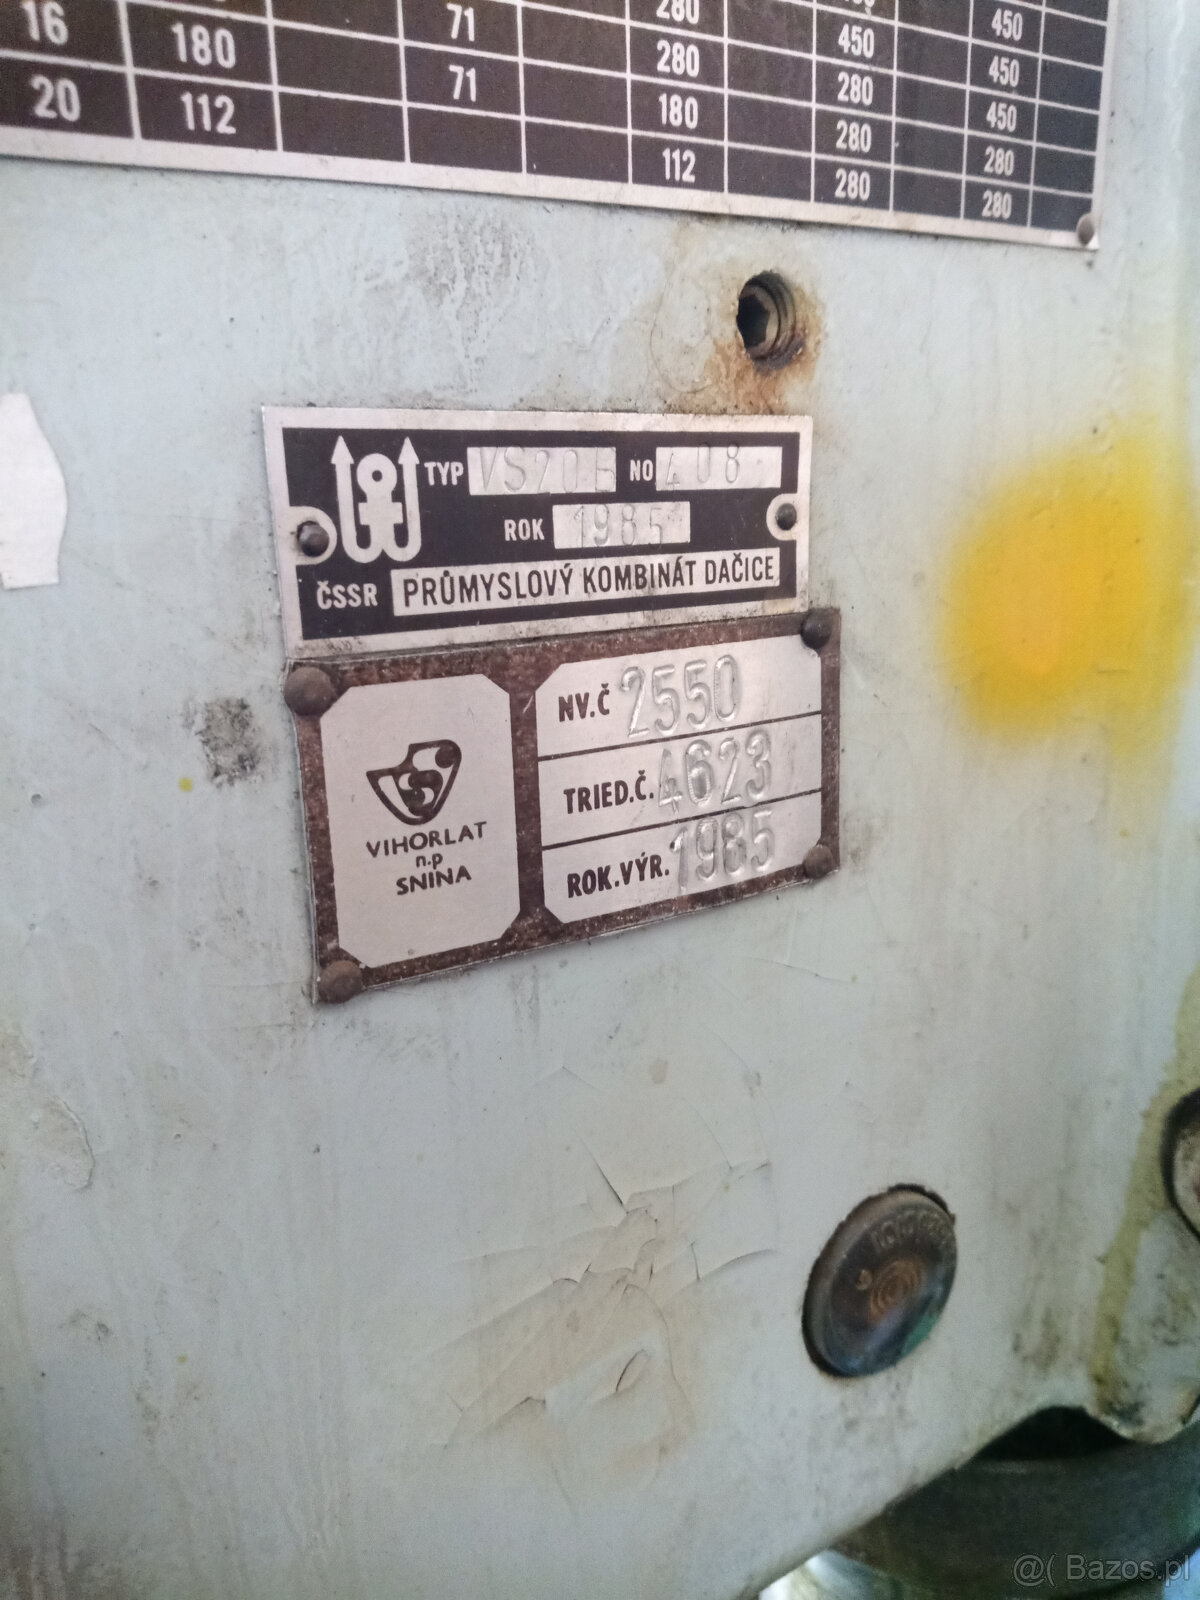 280 450
16 180 71 280 450 450
20 112 71 180 280 450
112 280 280
280 280
TYP VS20B NO 408
ROK 1985
ČSSR PRŮMYSLOVÝ KOMBINÁT DAČICE
VIHORLAT
n.p
SNINA
NV.Č 2550
TRIED.Č. 4623
ROK.VÝR. 1985
@( Bazos.pl